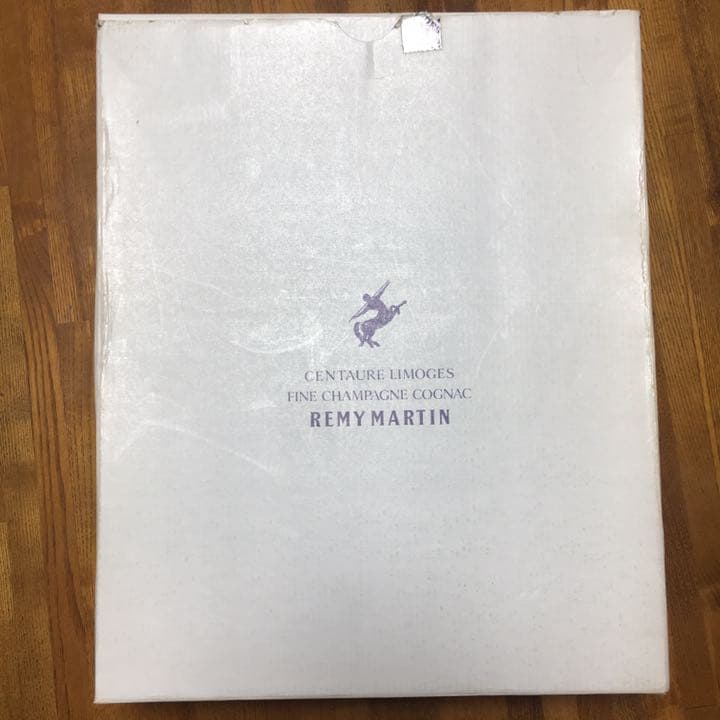 CENTAURE LIMOGES
FINE CHAMPAGNE COGNAC
REMY MARTIN